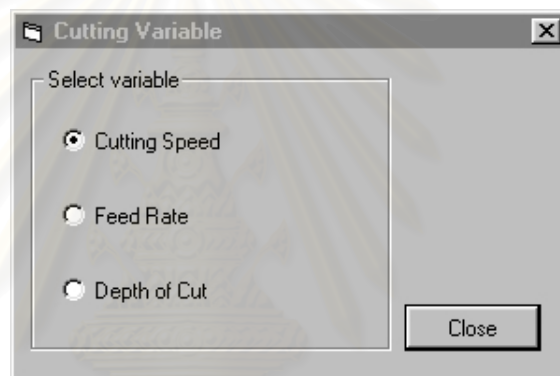 Cutting Variable
Select variable
Cutting Speed
Feed Rate
Depth of Cut
Close